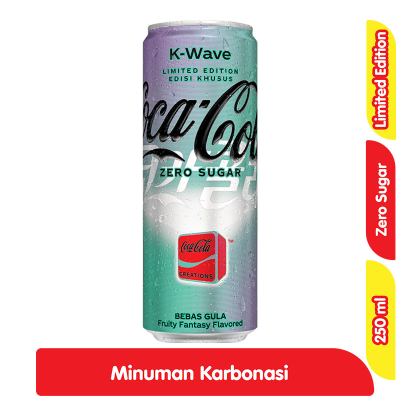 K-Wave
LIMITED EDITION
EDISI KHUSUS
Coca-Cola
ZERO SUGAR
Coca-Cola
CREATIONS
TM
BEBAS GULA
Fruity Fantasy Flavored
Limited Edition
Zero Sugar
250 ml
Minuman Karbonasi